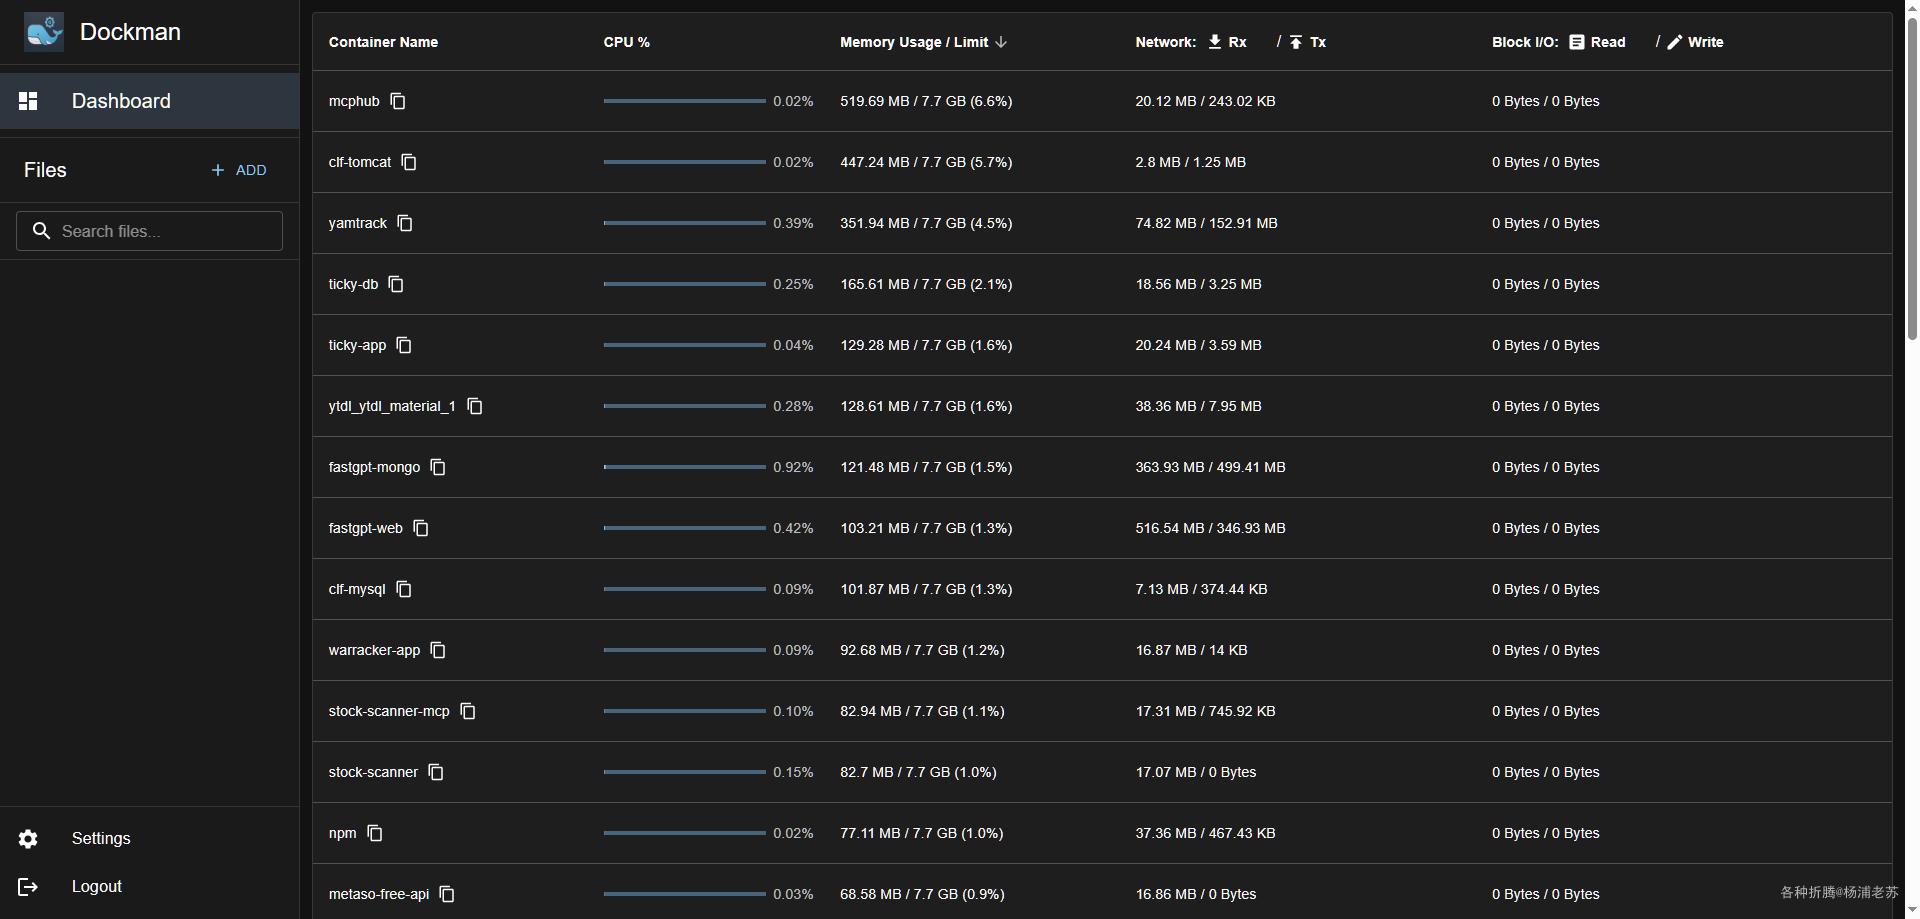 Dockman
Dashboard
Files + ADD
Search files...
Settings
Logout
Container Name CPU % Memory Usage / Limit Network: Rx / Tx Block I/O: Read / Write
mcphub 0.02% 519.69 MB / 7.7 GB (6.6%) 20.12 MB / 243.02 KB 0 Bytes / 0 Bytes
clf-tomcat 0.02% 447.24 MB / 7.7 GB (5.7%) 2.8 MB / 1.25 MB 0 Bytes / 0 Bytes
yamtrack 0.39% 351.94 MB / 7.7 GB (4.5%) 74.82 MB / 152.91 MB 0 Bytes / 0 Bytes
ticky-db 0.25% 165.61 MB / 7.7 GB (2.1%) 18.56 MB / 3.25 MB 0 Bytes / 0 Bytes
ticky-app 0.04% 129.28 MB / 7.7 GB (1.6%) 20.24 MB / 3.59 MB 0 Bytes / 0 Bytes
ytdl_ytdl_material_1 0.28% 128.61 MB / 7.7 GB (1.6%) 38.36 MB / 7.95 MB 0 Bytes / 0 Bytes
fastgpt-mongo 0.92% 121.48 MB / 7.7 GB (1.5%) 363.93 MB / 499.41 MB 0 Bytes / 0 Bytes
fastgpt-web 0.42% 103.21 MB / 7.7 GB (1.3%) 516.54 MB / 346.93 MB 0 Bytes / 0 Bytes
clf-mysql 0.09% 101.87 MB / 7.7 GB (1.3%) 7.13 MB / 374.44 KB 0 Bytes / 0 Bytes
warracker-app 0.09% 92.68 MB / 7.7 GB (1.2%) 16.87 MB / 14 KB 0 Bytes / 0 Bytes
stock-scanner-mcp 0.10% 82.94 MB / 7.7 GB (1.1%) 17.31 MB / 745.92 KB 0 Bytes / 0 Bytes
stock-scanner 0.15% 82.7 MB / 7.7 GB (1.0%) 17.07 MB / 0 Bytes 0 Bytes / 0 Bytes
npm 0.02% 77.11 MB / 7.7 GB (1.0%) 37.36 MB / 467.43 KB 0 Bytes / 0 Bytes
metaso-free-api 0.03% 68.58 MB / 7.7 GB (0.9%) 16.86 MB / 0 Bytes 0 Bytes / 0 Bytes
各种折腾@杨浦老苏